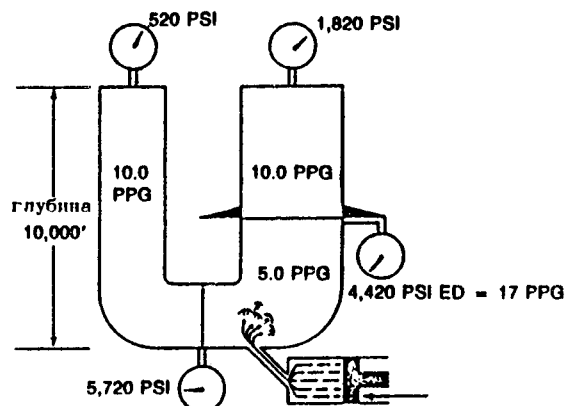 520 PSI
1,820 PSI
10.0
PPG
10.0 PPG
глубина
10,000'
5.0 PPG
4,420 PSI ED = 17 PPG
5,720 PSI